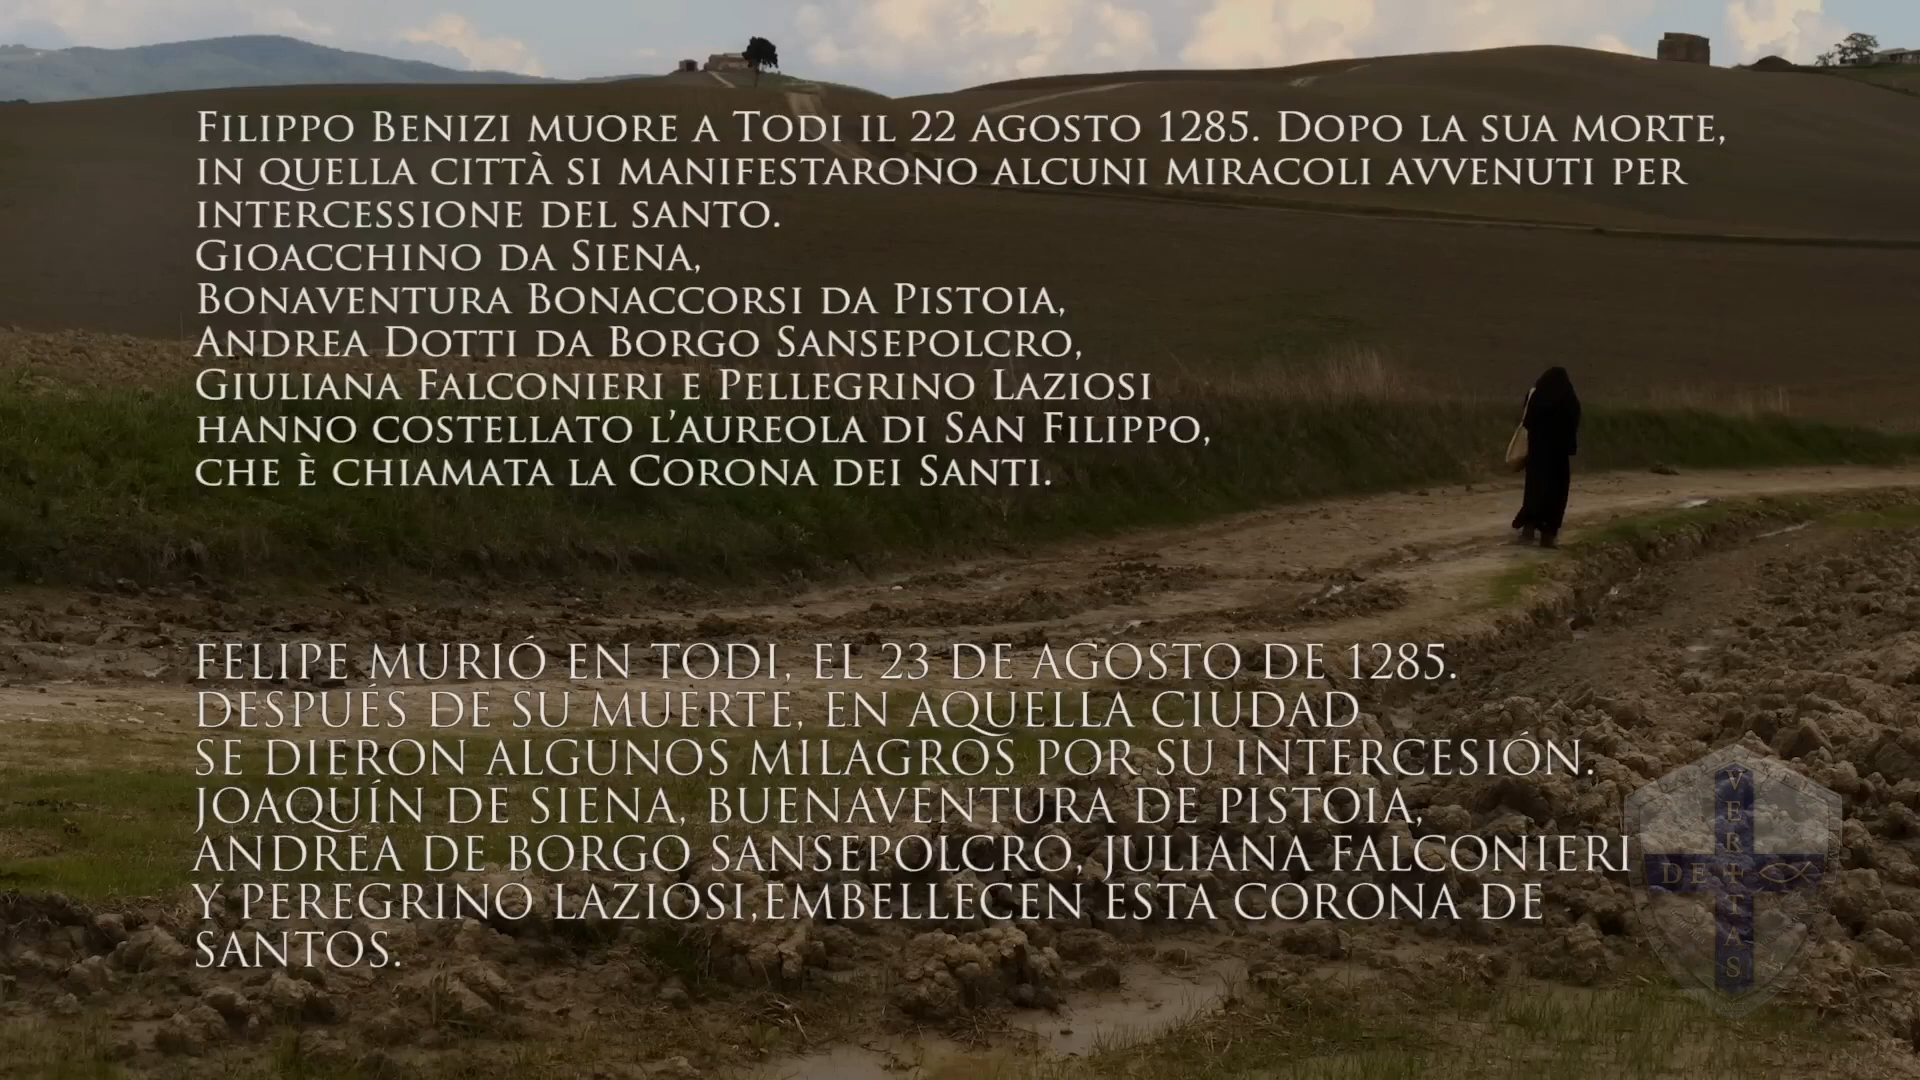 Filippo Benizi muore a Todi il 22 agosto 1285. Dopo la sua morte,
in quella città si manifestarono alcuni miracoli avvenuti per
intercessione del santo.
Gioacchino da Siena,
Bonaventura Bonaccorsi da Pistoia,
Andrea Dotti da Borgo Sansepolcro,
Giuliana Falconieri e Pellegrino Laziosi
hanno costellato l'aureola di San Filippo,
che è chiamata la Corona dei Santi.
FELIPE MURIÓ EN TODI, EL 23 DE AGOSTO DE 1285.
DESPUÉS DE SU MUERTE, EN AQUELLA CIUDAD
SE DIERON ALGUNOS MILAGROS POR SU INTERCESIÓN.
JOAQUÍN DE SIENA, BUENAVENTURA DE PISTOIA,
ANDREA DE BORGO SANSEPOLCRO, JULIANA FALCONIERI
Y PEREGRINO LAZIOSI,EMBELLECEN ESTA CORONA DE
SANTOS.
DE
VERITAS